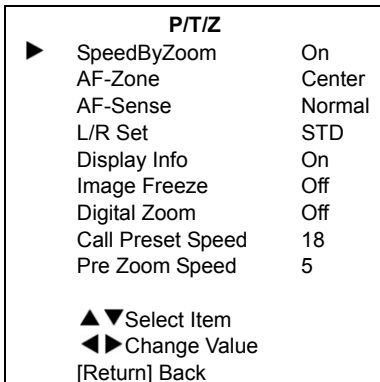 P/T/Z
▶ SpeedByZoom On
AF-Zone Center
AF-Sense Normal
L/R Set STD
Display Info On
Image Freeze Off
Digital Zoom Off
Call Preset Speed 18
Pre Zoom Speed 5
▲▼Select Item
◀▶Change Value
[Return] Back